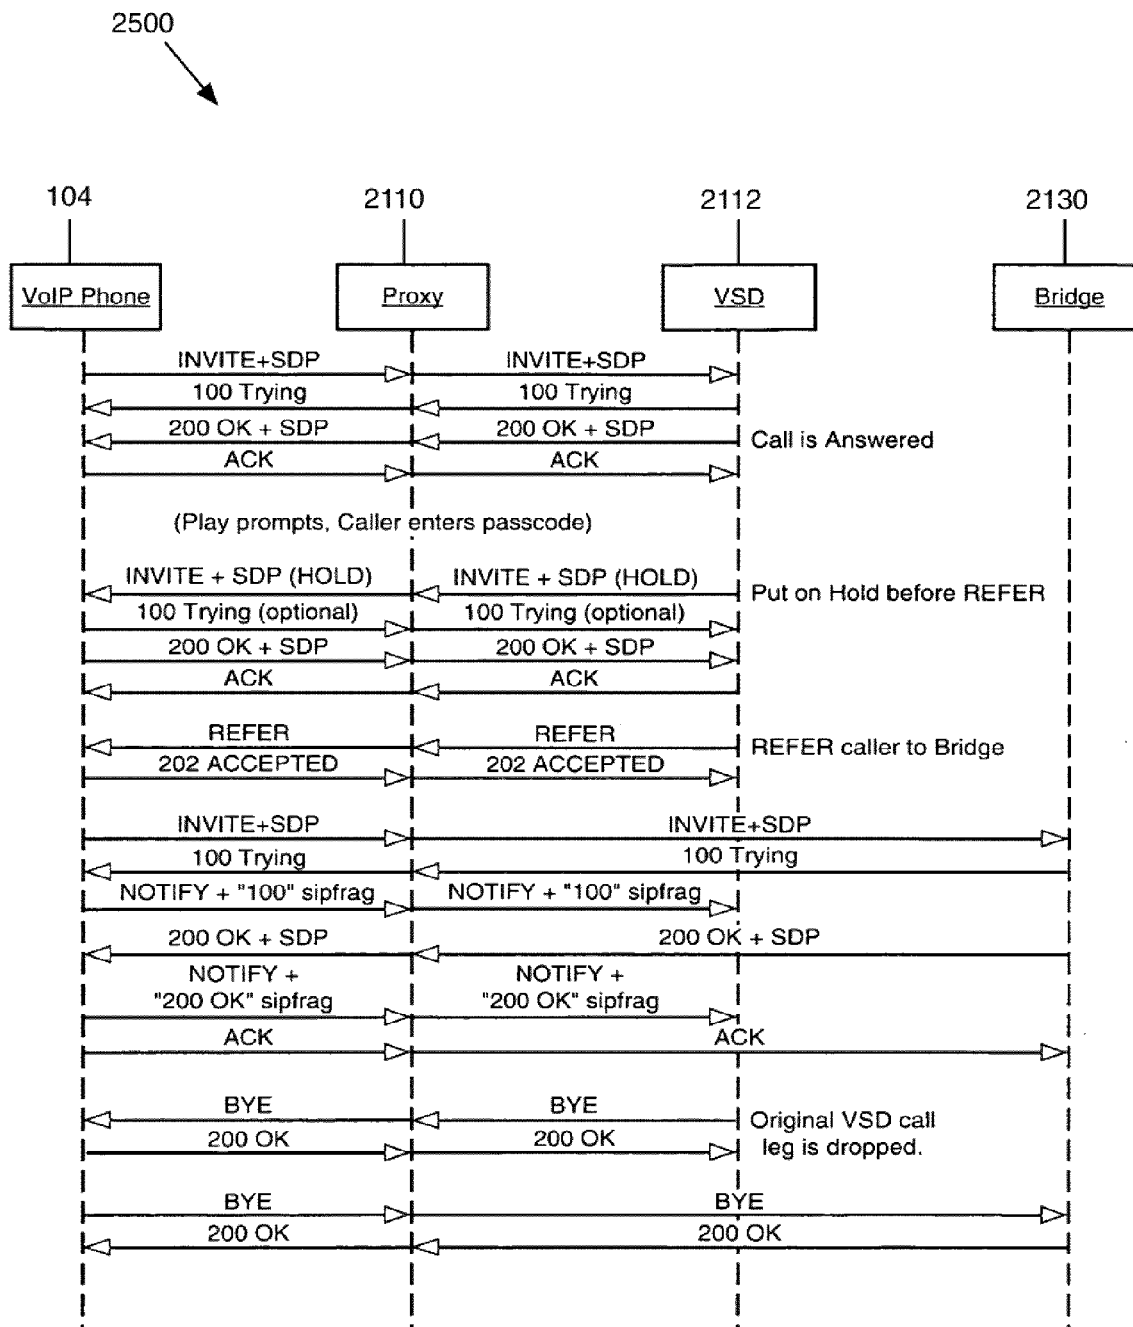 2500
104 2110 2112 2130
VoIP Phone Proxy VSD Bridge
INVITE+SDP INVITE+SDP
100 Trying 100 Trying
200 OK + SDP 200 OK + SDP Call is Answered
ACK ACK
(Play prompts, Caller enters passcode)
INVITE + SDP (HOLD) INVITE + SDP (HOLD) Put on Hold before REFER
100 Trying (optional) 100 Trying (optional)
200 OK + SDP 200 OK + SDP
ACK ACK
REFER REFER REFER caller to Bridge
202 ACCEPTED 202 ACCEPTED
INVITE+SDP INVITE+SDP
100 Trying 100 Trying
NOTIFY + "100" sipfrag NOTIFY + "100" sipfrag
200 OK + SDP 200 OK + SDP
NOTIFY + NOTIFY +
"200 OK" sipfrag "200 OK" sipfrag
ACK ACK
BYE BYE Original VSD call
200 OK 200 OK leg is dropped.
BYE BYE
200 OK 200 OK